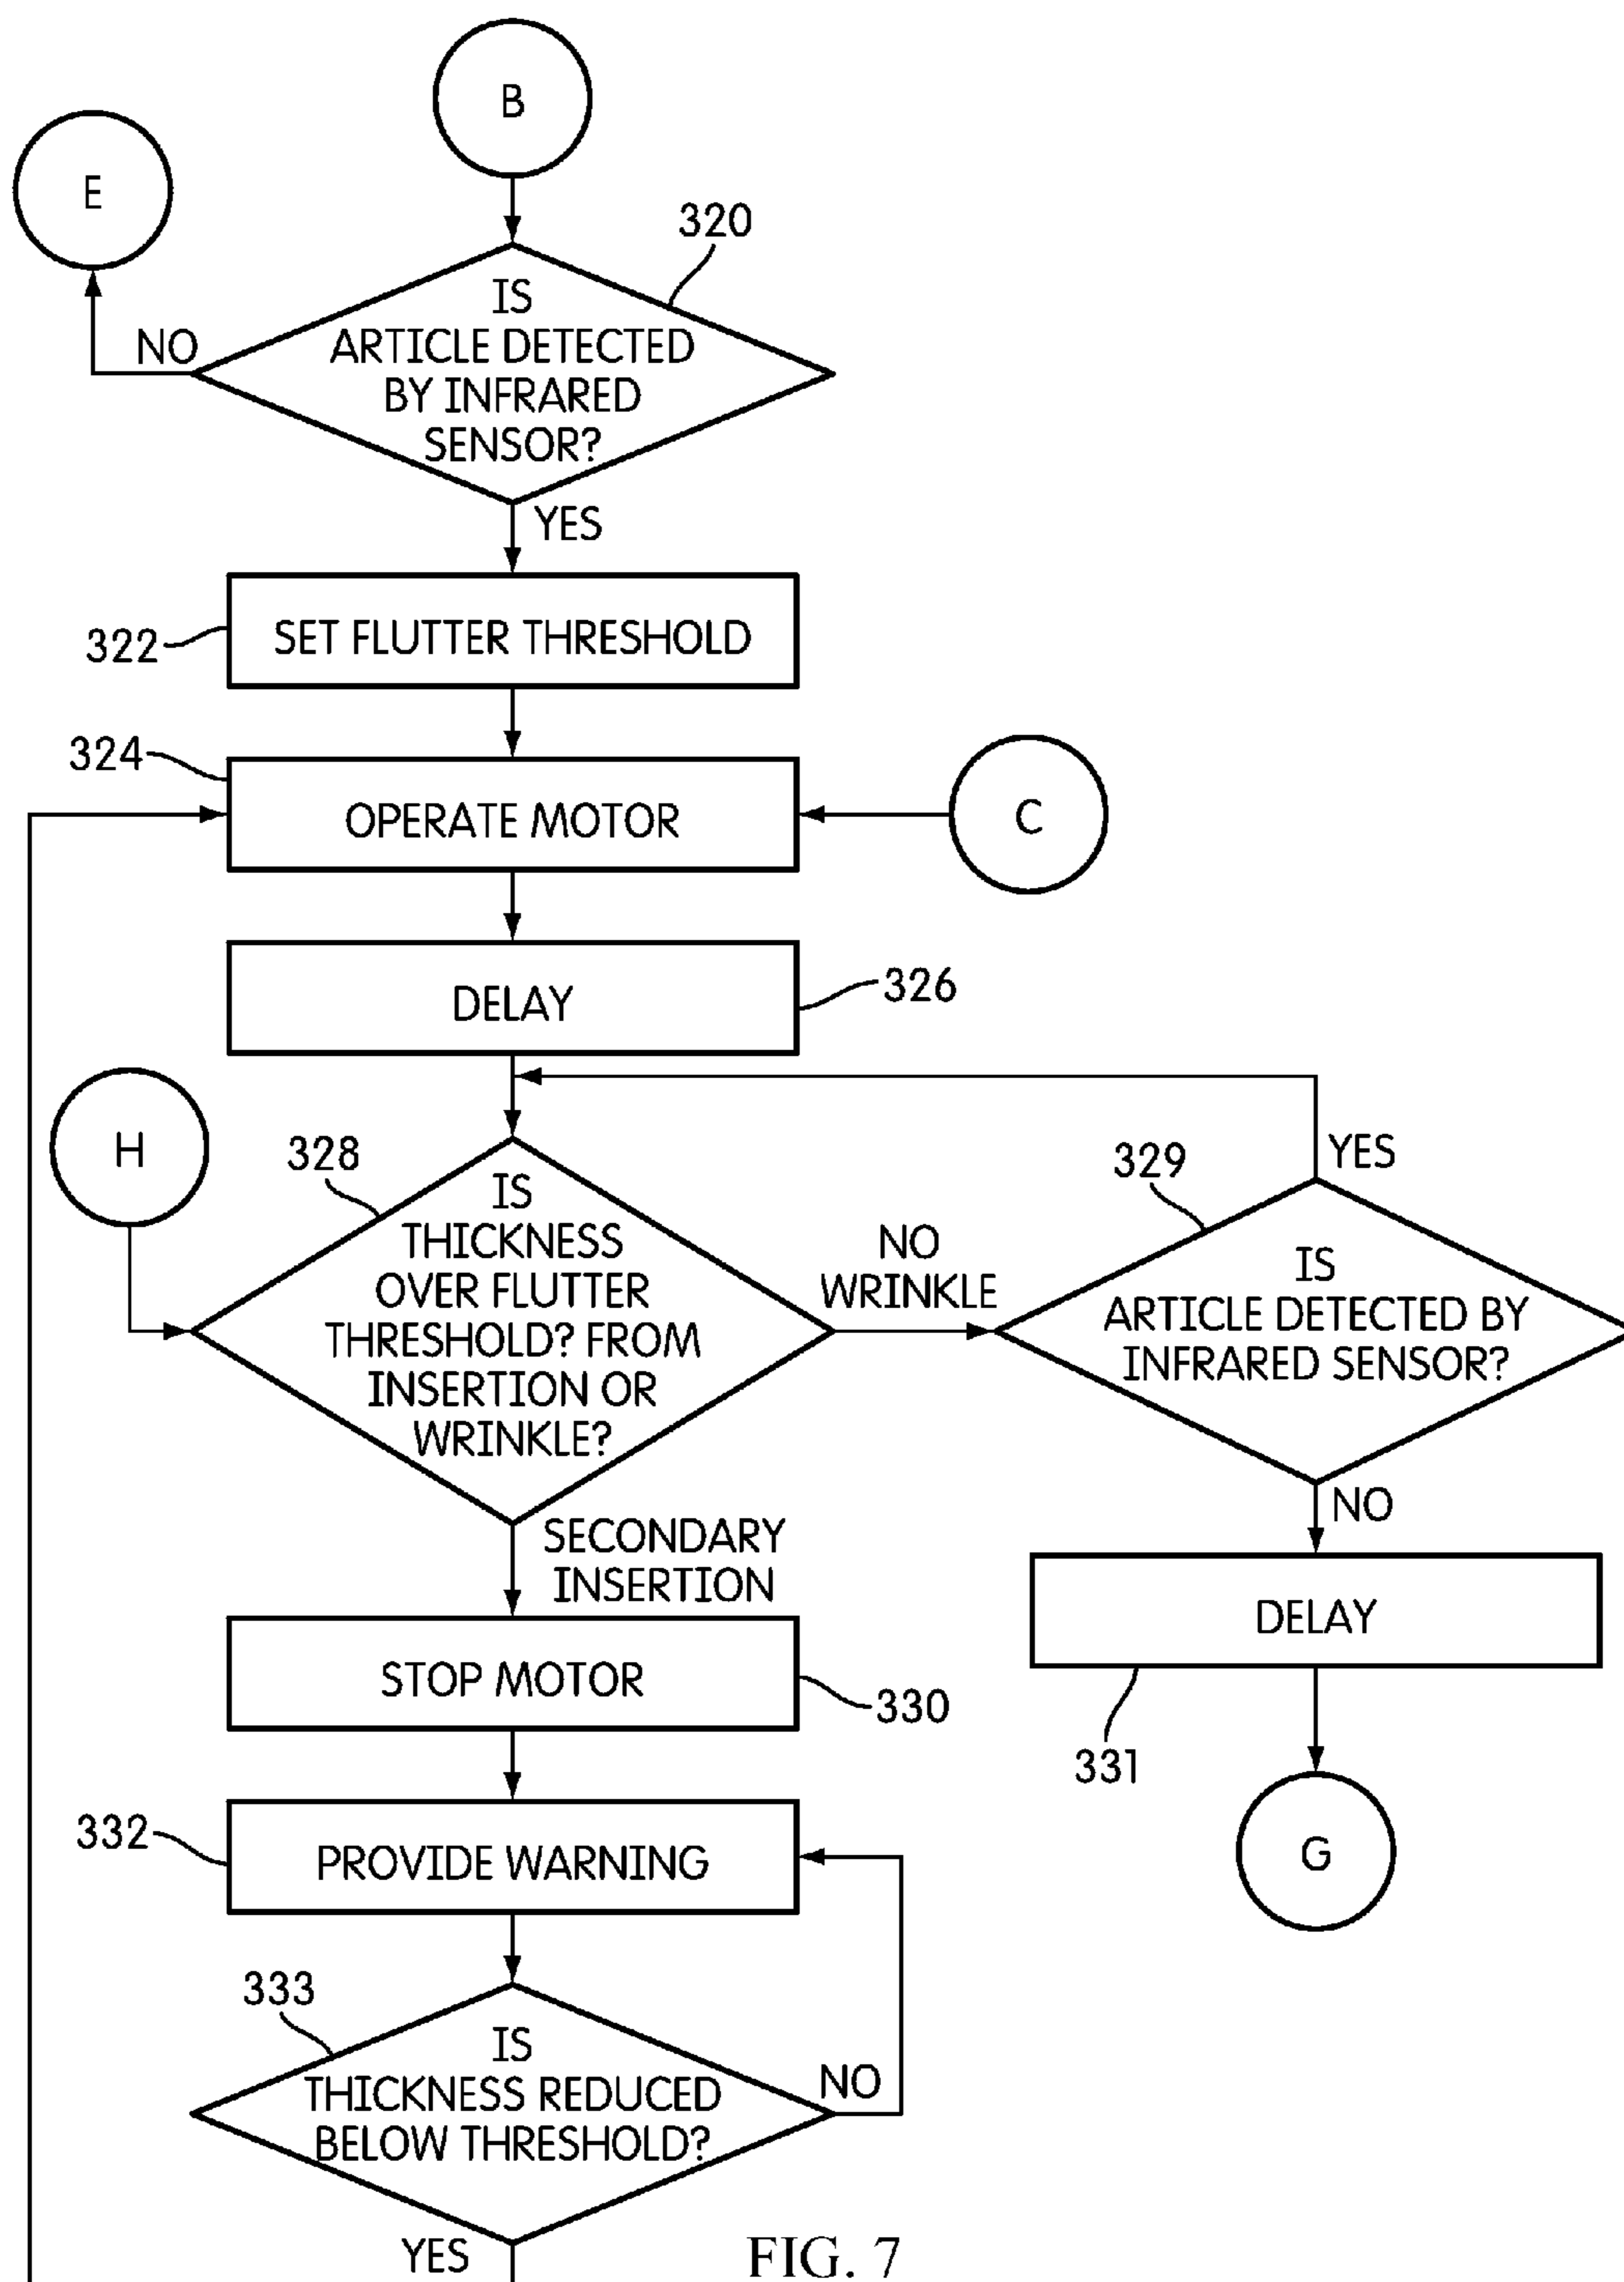 B
E
320
IS
ARTICLE DETECTED
BY INFRARED
SENSOR?
NO
YES
322
SET FLUTTER THRESHOLD
324
OPERATE MOTOR
C
DELAY
326
H
328
IS
THICKNESS
OVER FLUTTER
THRESHOLD? FROM
INSERTION OR
WRINKLE?
NO
WRINKLE
329
YES
IS
ARTICLE DETECTED BY
INFRARED SENSOR?
NO
SECONDARY
INSERTION
DELAY
331
STOP MOTOR
330
G
332
PROVIDE WARNING
333
IS
THICKNESS REDUCED
BELOW THRESHOLD?
NO
YES
FIG. 7